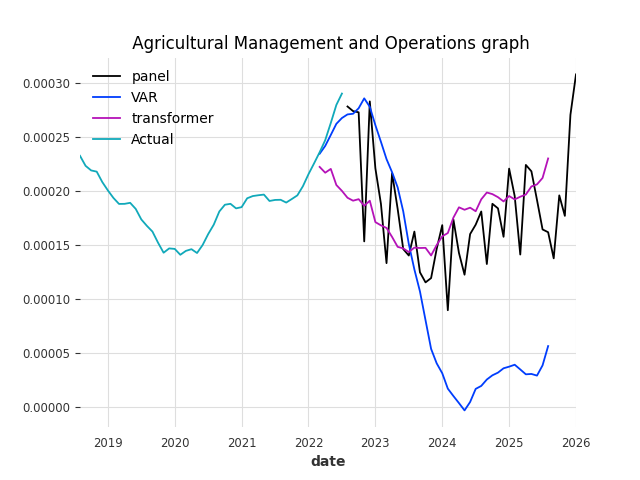 Agricultural Management and Operations graph
0.00030
0.00025
0.00020
0.00015
0.00010
0.00005
0.00000
panel
VAR
transformer
Actual
2019 2020 2021 2022 2023 2024 2025 2026
date